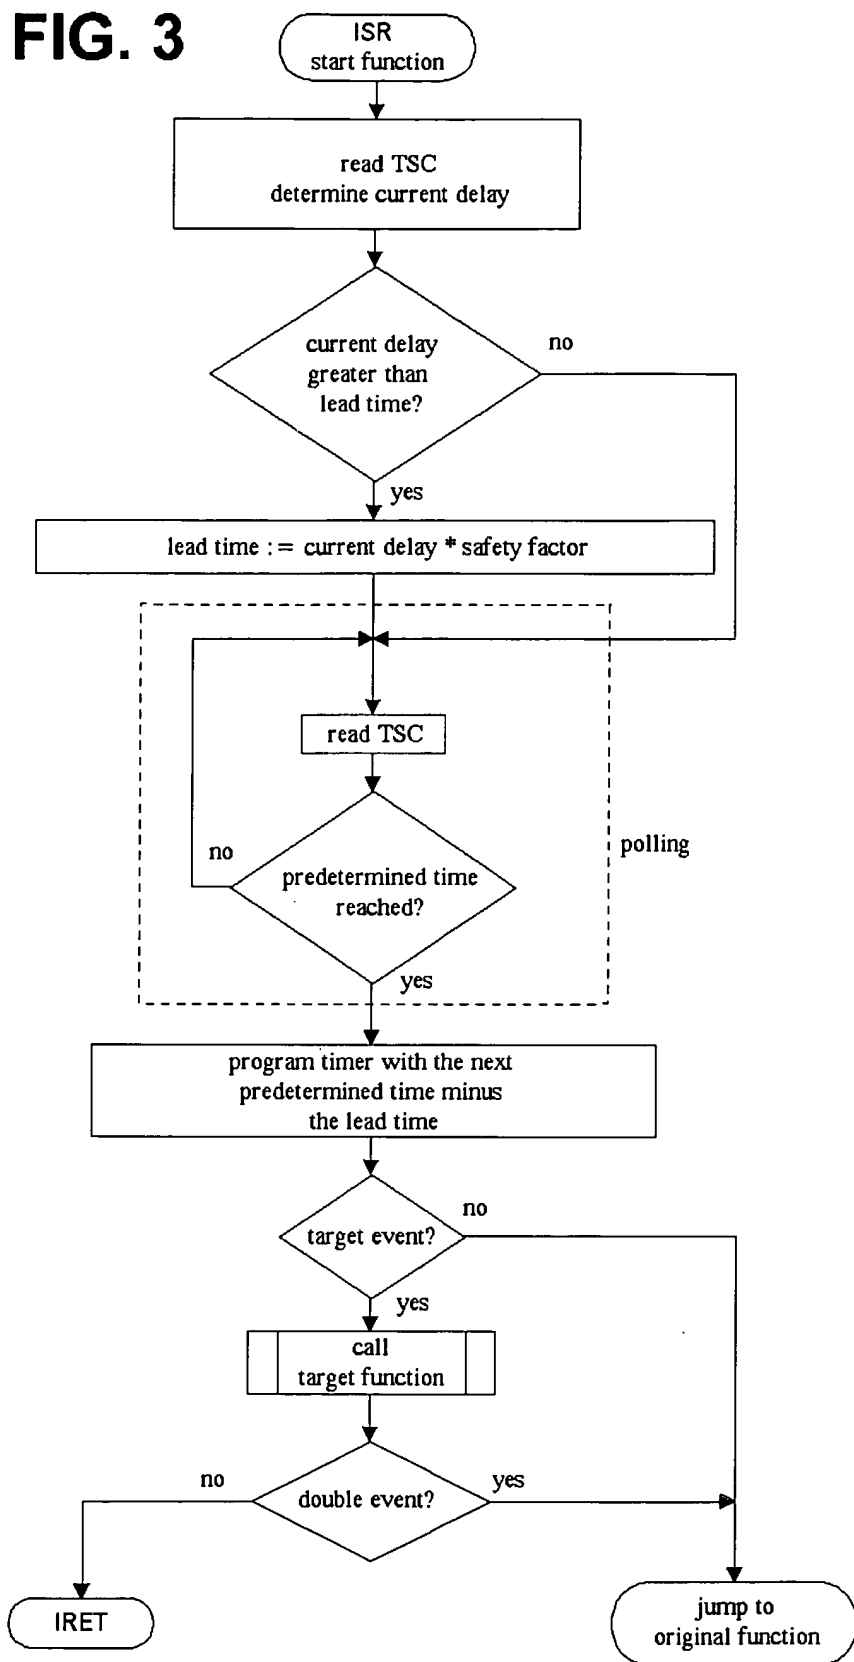 FIG. 3
ISR
start function
read TSC
determine current delay
current delay
greater than
lead time?
no
yes
lead time := current delay * safety factor
read TSC
no
polling
predetermined time
reached?
yes
program timer with the next
predetermined time minus
the lead time
no
target event?
yes
call
target function
no
yes
double event?
IRET
jump to
original function